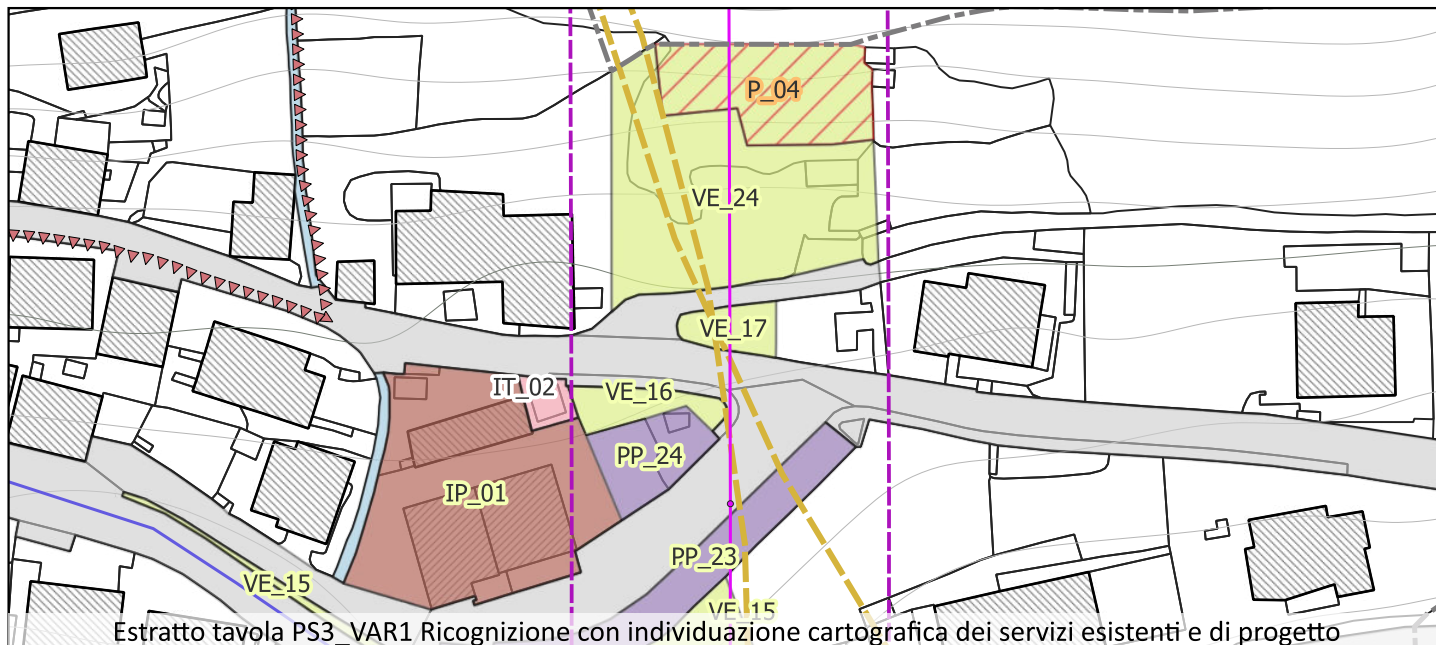 P_04
VE_24
VE_17
IT_02
VE_16
PP_24
IP_01
PP_23
VE_15
VE_15
Estratto tavola PS3_VAR1 Ricognizione con individuazione cartografica dei servizi esistenti e di progetto